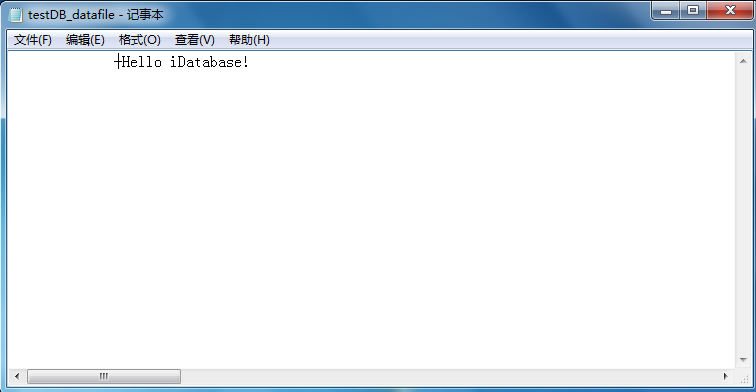 testDB_datafile - 记事本
文件(F) 编辑(E) 格式(O) 查看(V) 帮助(H)
┼Hello iDatabase!